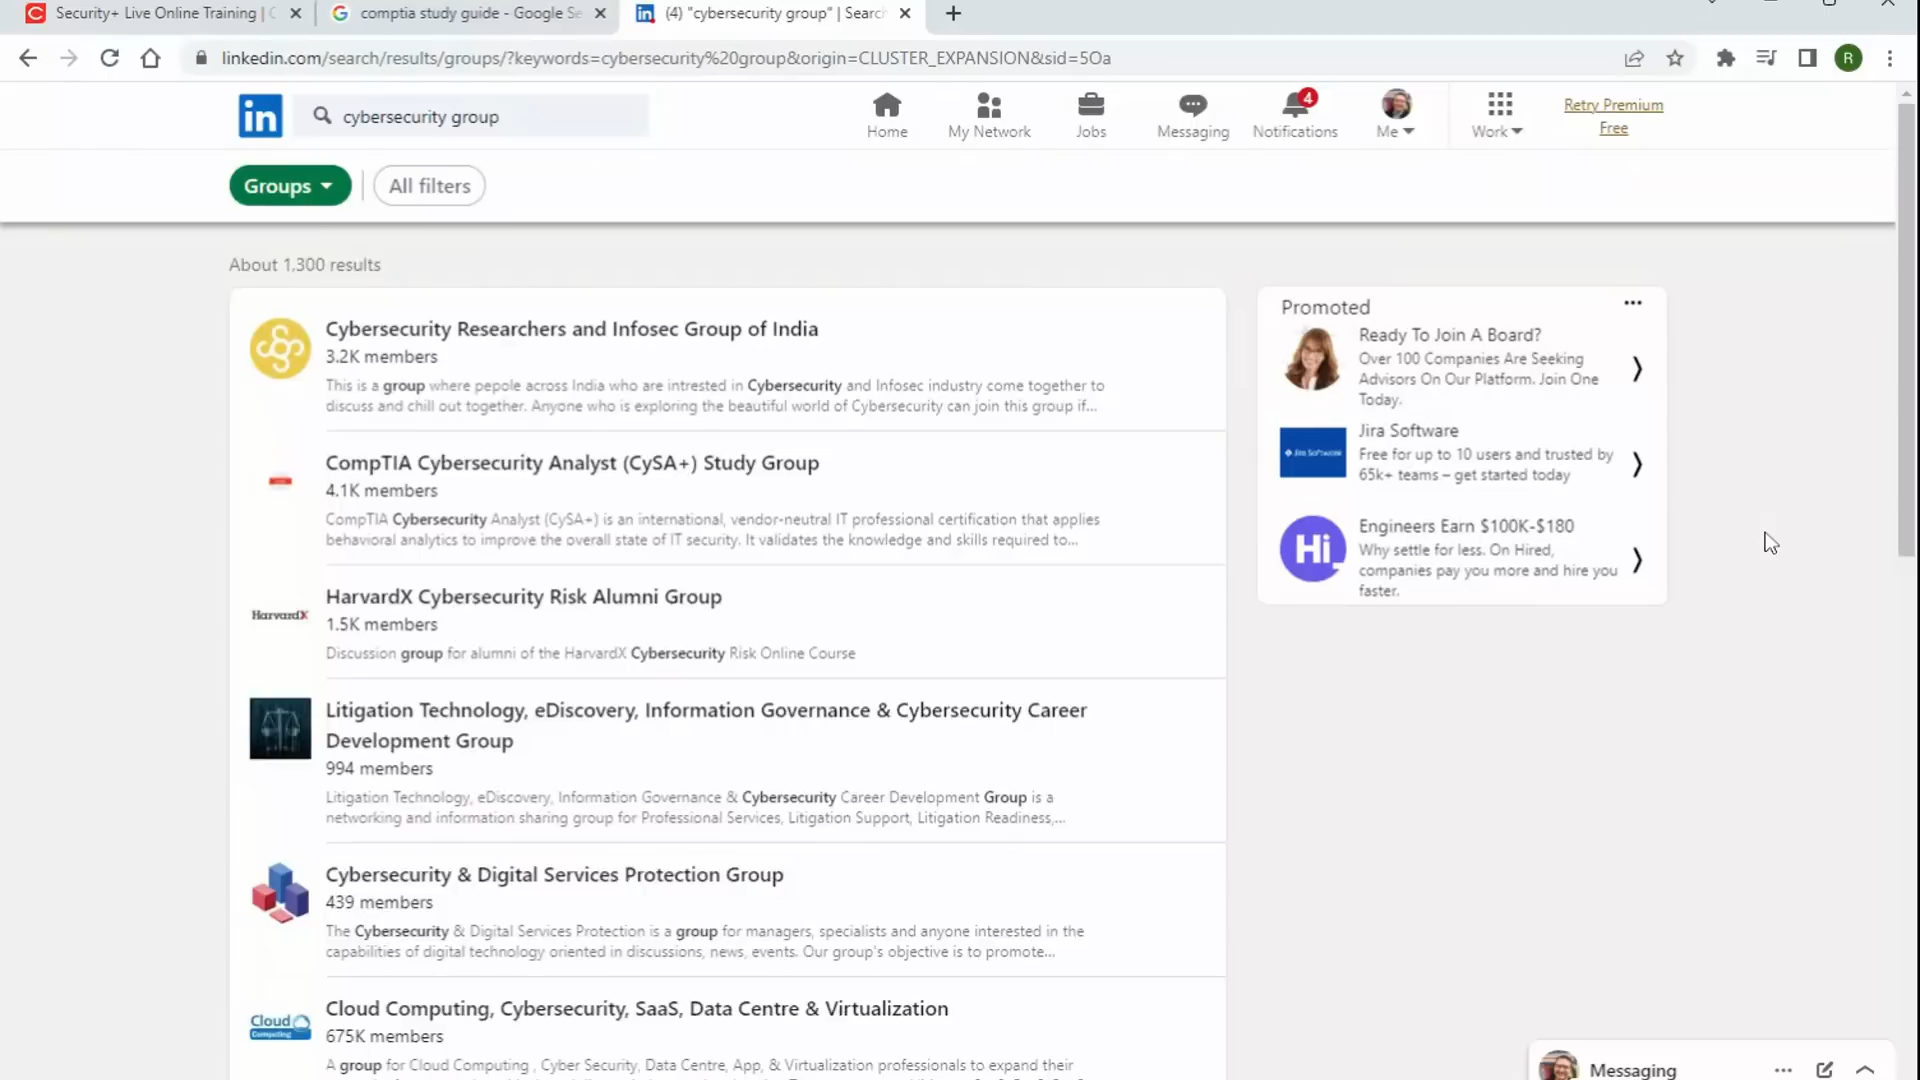 Security+ Live Online Training |
comptia study guide - Google Se
(4) "cybersecurity group" | Search
linkedin.com/search/results/groups/?keywords=cybersecurity%20group&origin=CLUSTER_EXPANSION&sid=5Oa
R
in
cybersecurity group
Home
My Network
Jobs
Messaging
4
Notifications
Me
Work
Retry Premium
Free
Groups
All filters
About 1,300 results
Cybersecurity Researchers and Infosec Group of India
3.2K members
This is a group where pepole across India who are intrested in Cybersecurity and Infosec industry come together to
discuss and chill out together. Anyone who is exploring the beautiful world of Cybersecurity can join this group if...
CompTIA Cybersecurity Analyst (CySA+) Study Group
4.1K members
CompTIA Cybersecurity Analyst (CySA+) is an international, vendor-neutral IT professional certification that applies
behavioral analytics to improve the overall state of IT security. It validates the knowledge and skills required to...
HarvardX
HarvardX Cybersecurity Risk Alumni Group
1.5K members
Discussion group for alumni of the HarvardX Cybersecurity Risk Online Course
Litigation Technology, eDiscovery, Information Governance & Cybersecurity Career
Development Group
994 members
Litigation Technology, eDiscovery, Information Governance & Cybersecurity Career Development Group is a
networking and information sharing group for Professional Services, Litigation Support, Litigation Readiness,...
Cybersecurity & Digital Services Protection Group
439 members
The Cybersecurity & Digital Services Protection is a group for managers, specialists and anyone interested in the
capabilities of digital technology oriented in discussions, news, events. Our group's objective is to promote...
Cloud
Computing
Cloud Computing, Cybersecurity, SaaS, Data Centre & Virtualization
675K members
A group for Cloud Computing , Cyber Security, Data Centre, App, & Virtualization professionals to expand their
Promoted
Ready To Join A Board?
Over 100 Companies Are Seeking
Advisors On Our Platform. Join One
Today.
Jira Software
Jira Software
Free for up to 10 users and trusted by
65k+ teams – get started today
Hi
Engineers Earn $100K-$180
Why settle for less. On Hired,
companies pay you more and hire you
faster.
Messaging